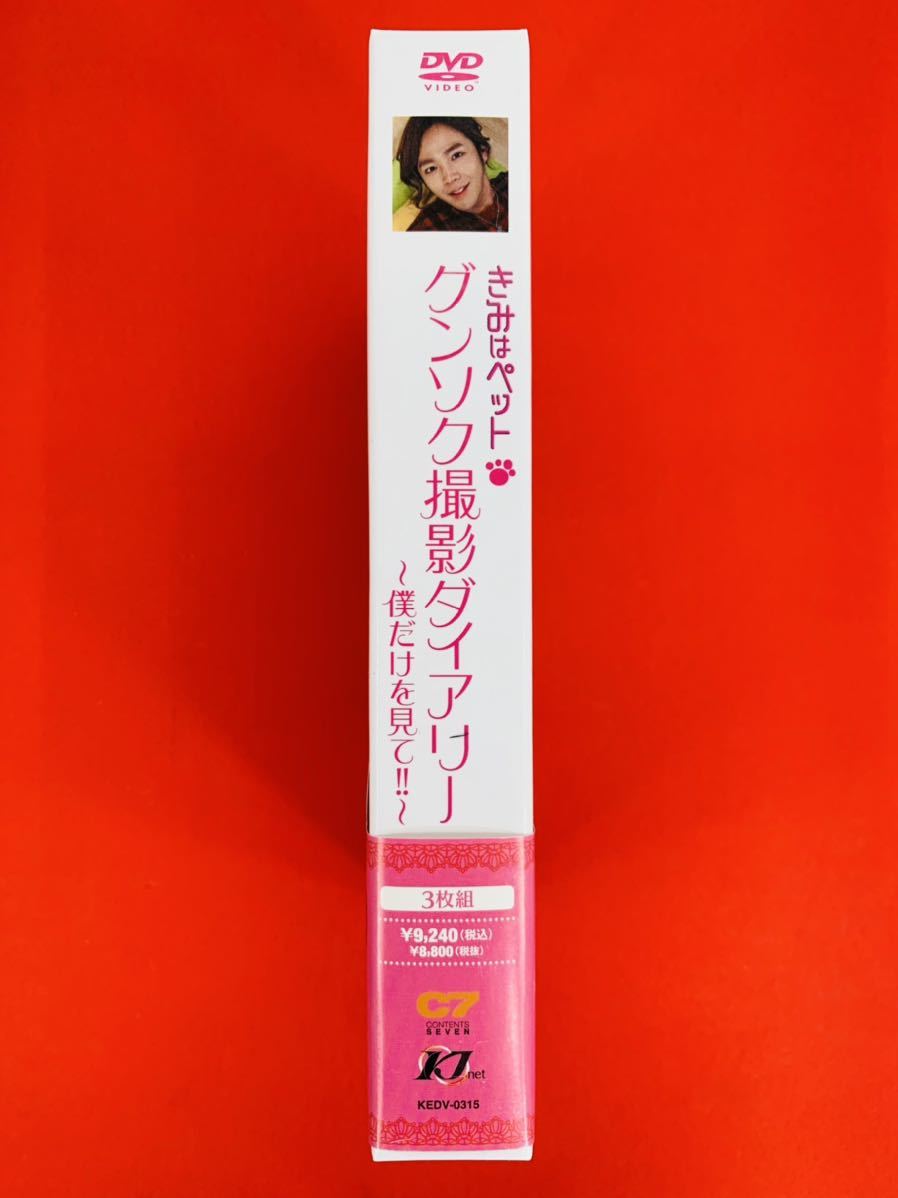 DVD
VIDEO
きみはペット
グンソク撮影ダイアリー
～僕だけを見て!!～
3枚組
¥9,240(税込)
¥8,800(税抜)
C7
CONTENTS
SEVEN
KJ.net
KEDV-0315